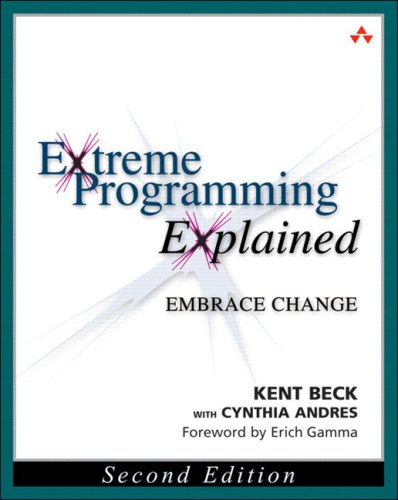 Extreme
Programming
Explained
EMBRACE CHANGE
KENT BECK
WITH CYNTHIA ANDRES
Foreword by Erich Gamma
Second Edition